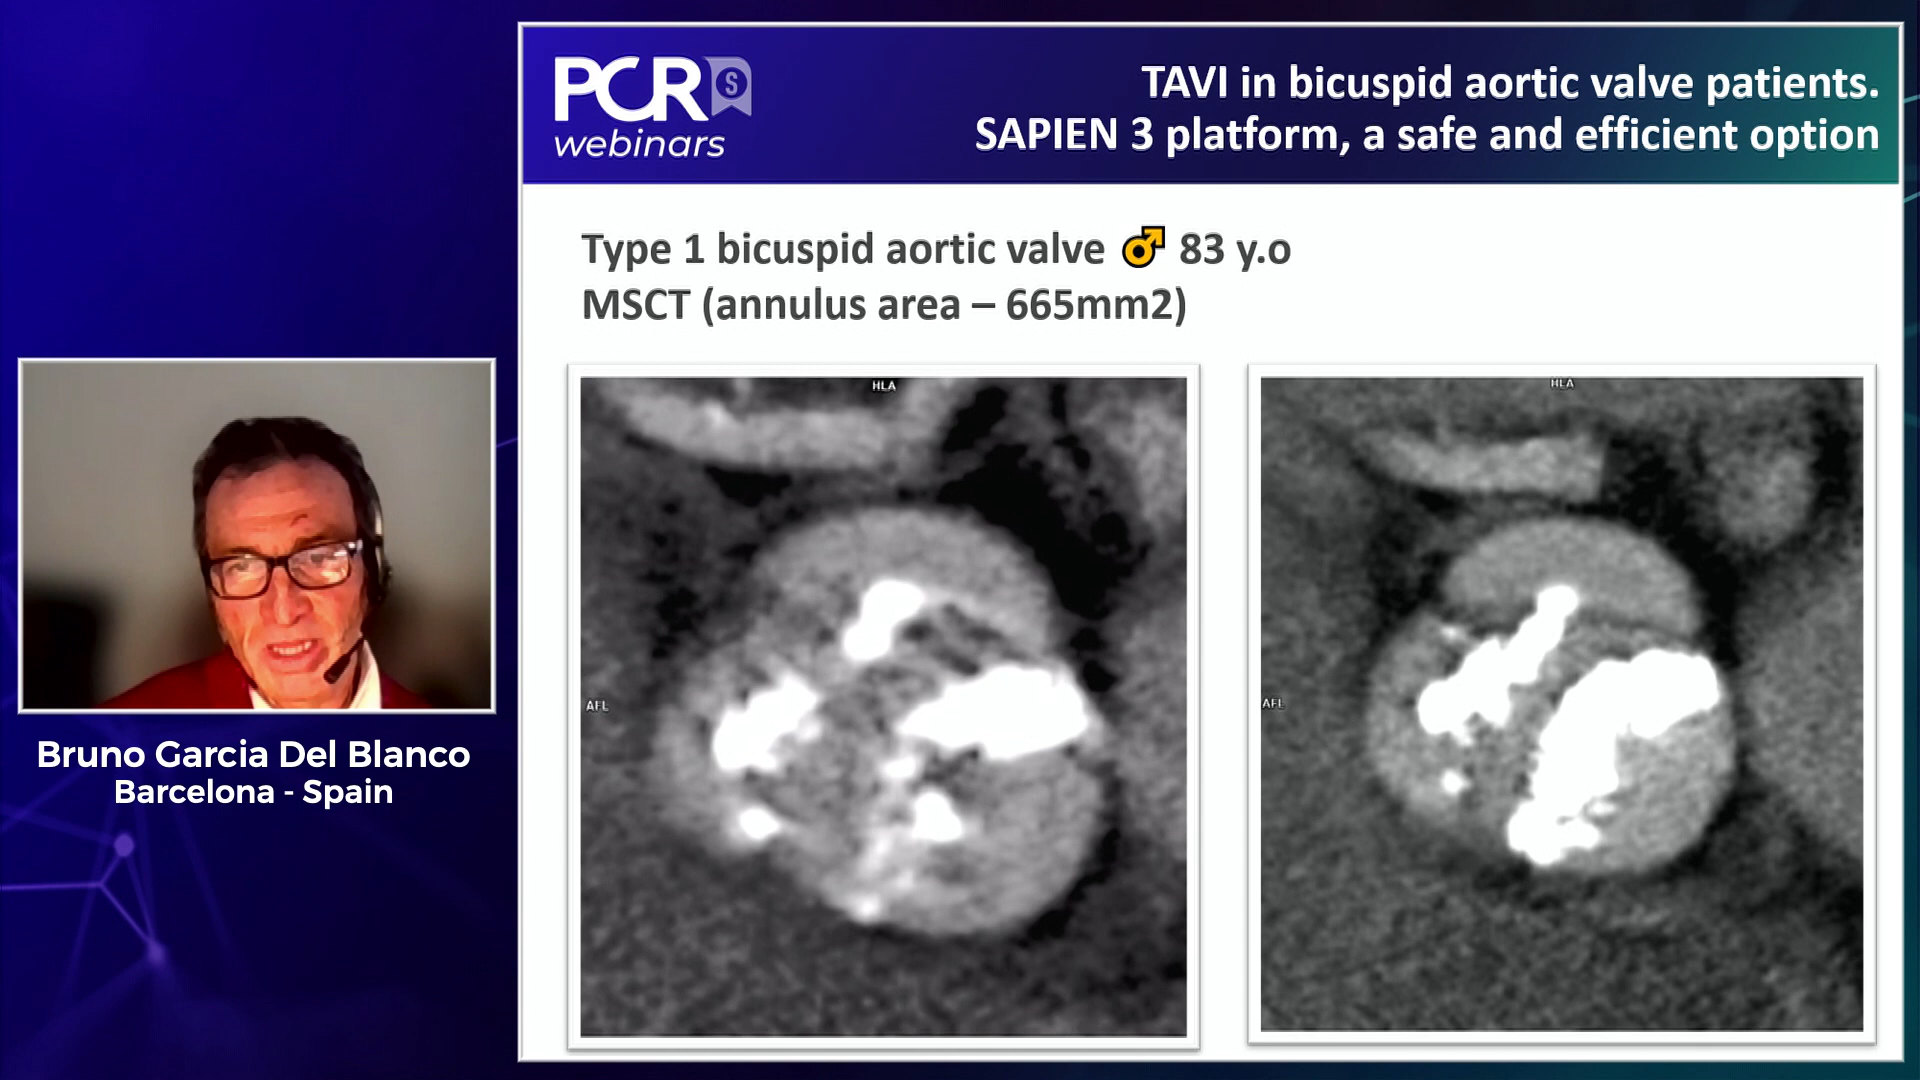 PCR S
webinars
TAVI in bicuspid aortic valve patients.
SAPIEN 3 platform, a safe and efficient option
Type 1 bicuspid aortic valve ♂ 83 y.o
MSCT (annulus area – 665mm2)
HLA
AFL
HLA
AFL
Bruno Garcia Del Blanco
Barcelona - Spain